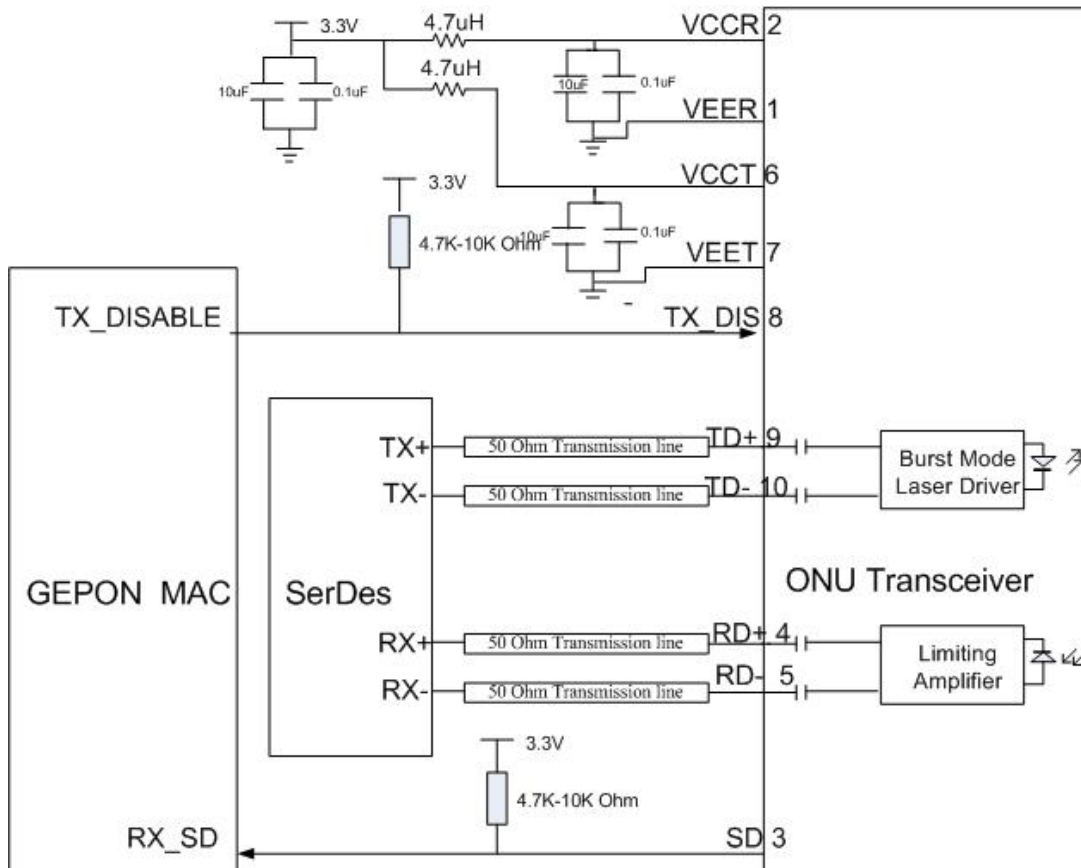 3.3V
4.7uH
VCCR 2
4.7uH
10uF
0.1uF
10uF
0.1uF
VEER 1
3.3V
VCCT 6
4.7K-10K Ohm
10uF
0.1uF
VEET 7
TX_DISABLE
TX_DIS 8
TX+
50 Ohm Transmission line
TD+ 9
TX-
50 Ohm Transmission line
TD- 10
Burst Mode
Laser Driver
GEPON MAC
SerDes
ONU Transceiver
RX+
50 Ohm Transmission line
RD+ 4
RX-
50 Ohm Transmission line
RD- 5
Limiting
Amplifier
3.3V
4.7K-10K Ohm
RX_SD
SD 3